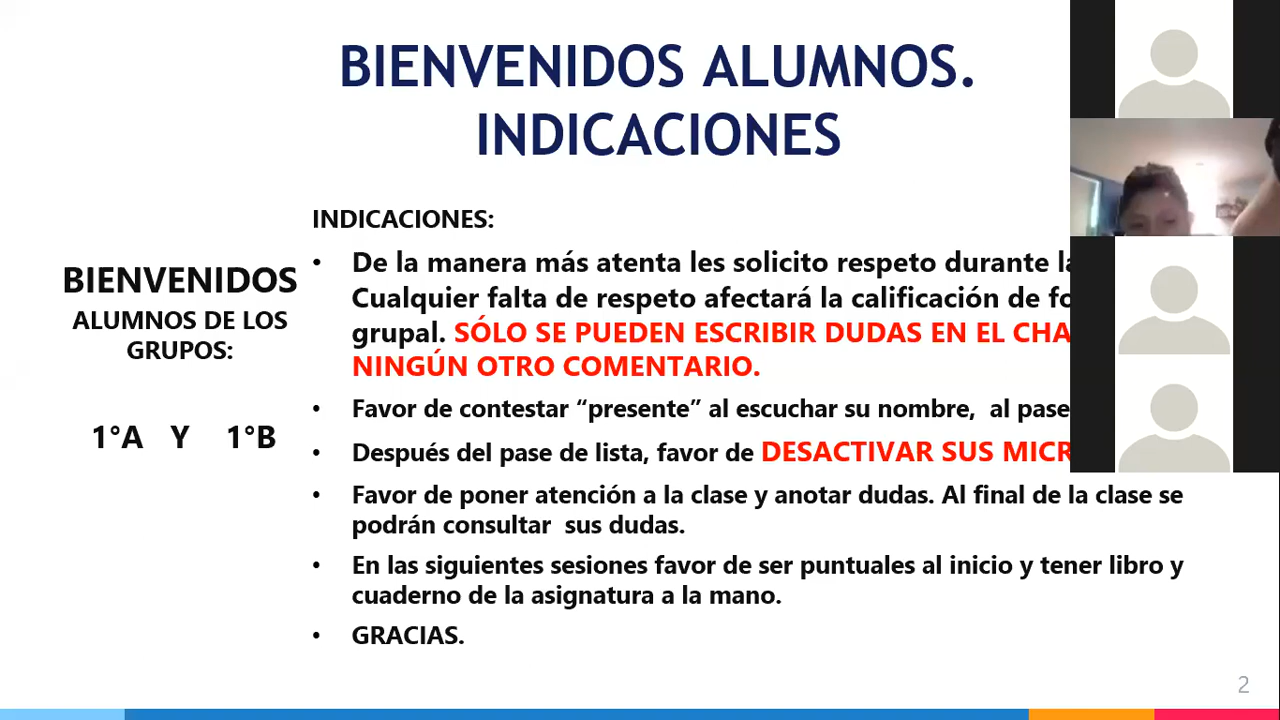 BIENVENIDOS ALUMNOS.
INDICACIONES
BIENVENIDOS
ALUMNOS DE LOS
GRUPOS:
1°A Y 1°B
INDICACIONES:
• De la manera más atenta les solicito respeto durante
Cualquier falta de respeto afectará la calificación de
grupal. SÓLO SE PUEDEN ESCRIBIR DUDAS EN EL
NINGÚN OTRO COMENTARIO.
• Favor de contestar “presente” al escuchar su nombre, al
• Después del pase de lista, favor de DESACTIVAR SUS
• Favor de poner atención a la clase y anotar dudas. Al final de la clase se
podrán consultar sus dudas.
• En las siguientes sesiones favor de ser puntuales al inicio y tener libro y
cuaderno de la asignatura a la mano.
• GRACIAS.
2